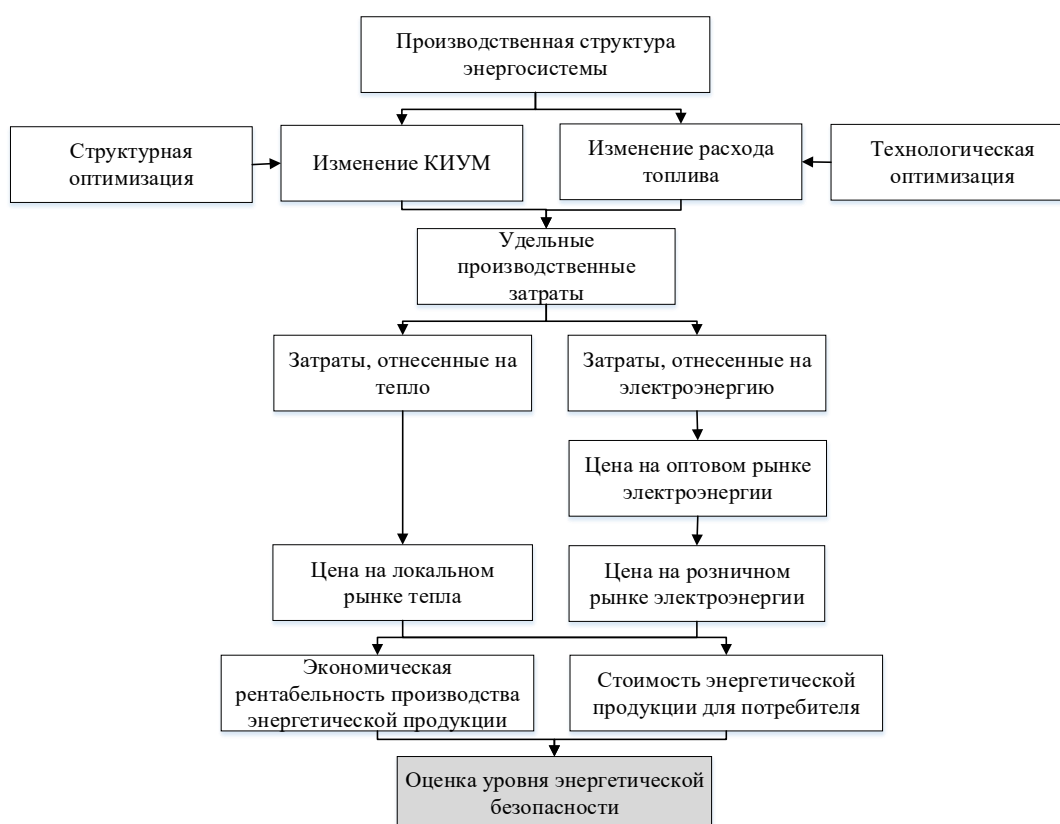 Производственная структура
энергосистемы
Структурная
оптимизация
Изменение КИУМ
Изменение расхода
топлива
Технологическая
оптимизация
Удельные
производственные
затраты
Затраты, отнесенные на
тепло
Затраты, отнесенные на
электроэнергию
Цена на оптовом рынке
электроэнергии
Цена на локальном
рынке тепла
Цена на розничном
рынке электроэнергии
Экономическая
рентабельность производства
энергетической продукции
Стоимость энергетической
продукции для потребителя
Оценка уровня энергетической
безопасности